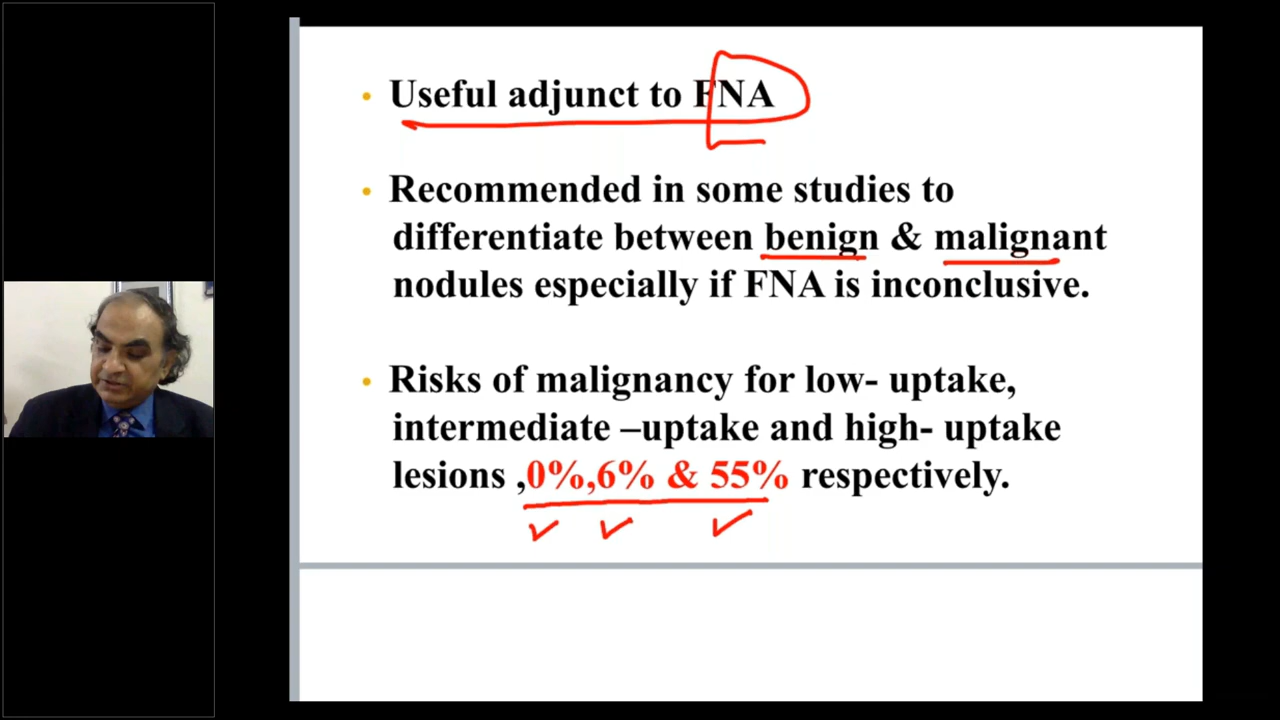 • Useful adjunct to FNA
• Recommended in some studies to
differentiate between benign & malignant
nodules especially if FNA is inconclusive.
• Risks of malignancy for low- uptake,
intermediate –uptake and high- uptake
lesions ,0%,6% & 55% respectively.